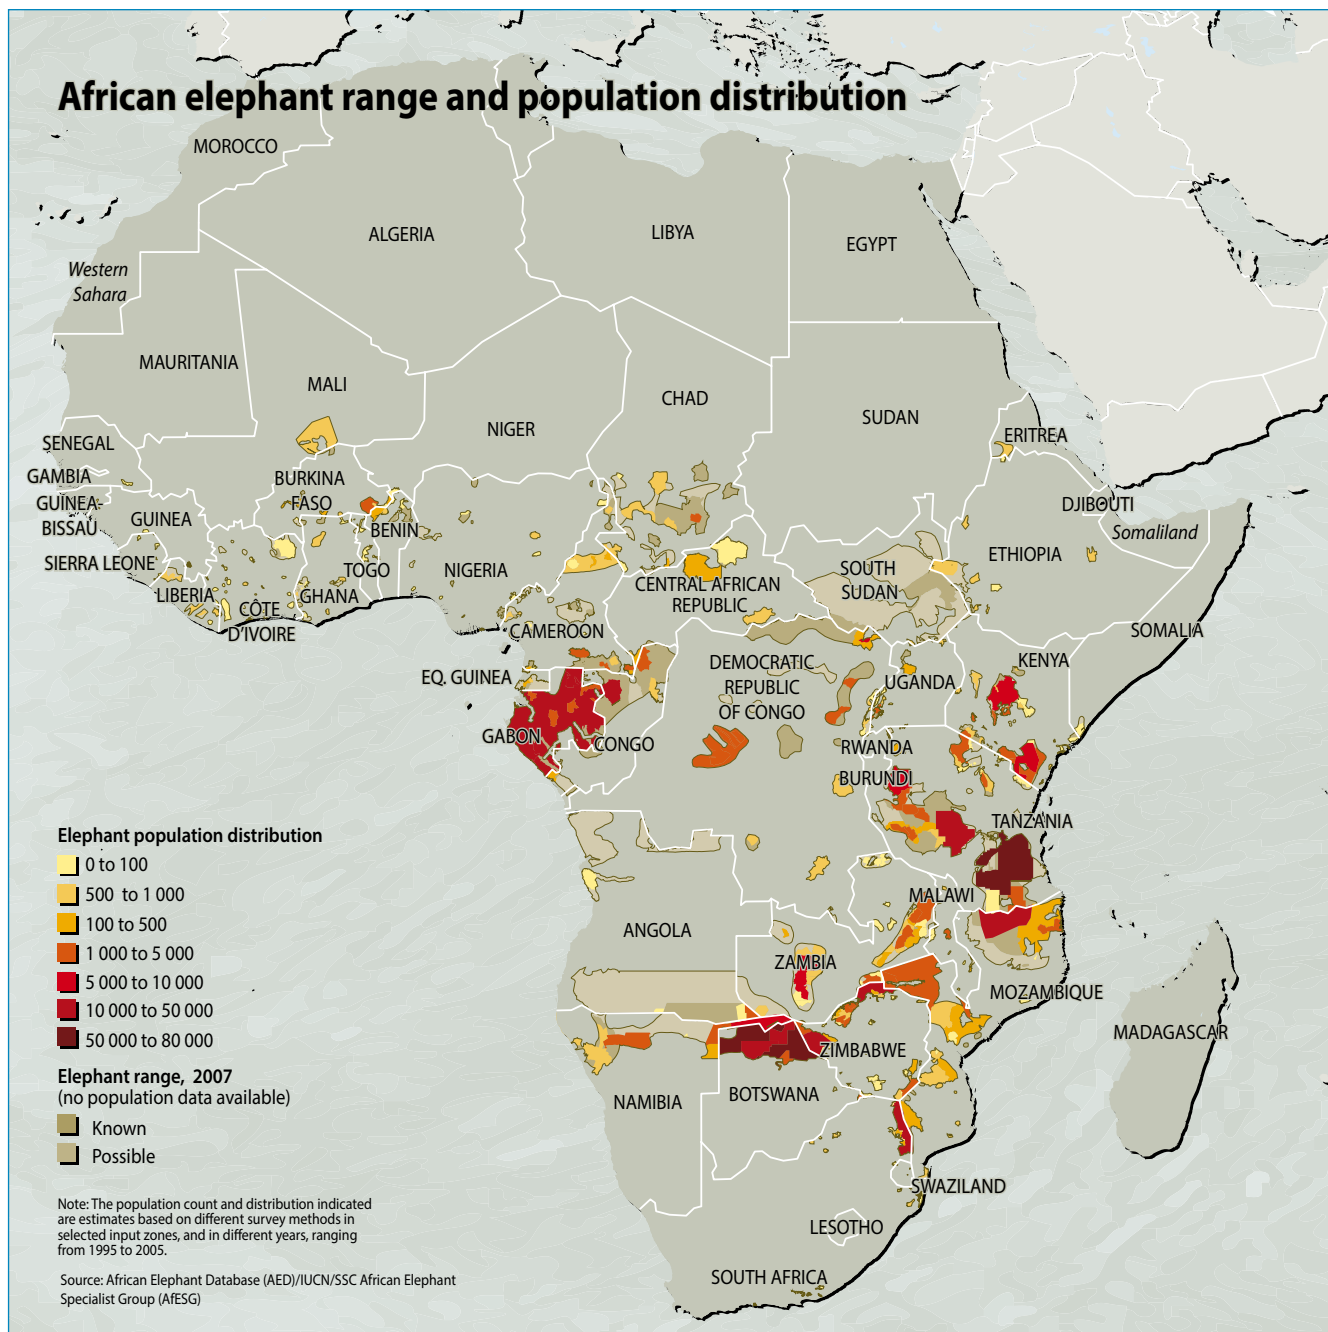 African elephant range and population distribution
MOROCCO
ALGERIA
LIBYA
EGYPT
Western
Sahara
MAURITANIA
MALI
NIGER
CHAD
SUDAN
ERITREA
SENEGAL
GAMBIA
GUINEA-
BISSAU
GUINEA
BURKINA
FASO
BENIN
DJIBOUTI
Somaliland
ETHIOPIA
SIERRA LEONE
LIBERIA
CÔTE
D'IVOIRE
GHANA
TOGO
NIGERIA
CENTRAL AFRICAN
REPUBLIC
SOUTH
SUDAN
CAMEROON
SOMALIA
EQ. GUINEA
DEMOCRATIC
REPUBLIC
OF CONGO
UGANDA
KENYA
GABON
CONGO
RWANDA
BURUNDI
TANZANIA
Elephant population distribution
0 to 100
500 to 1 000
100 to 500
1 000 to 5 000
5 000 to 10 000
10 000 to 50 000
50 000 to 80 000
Elephant range, 2007
(no population data available)
Known
Possible
MALAWI
ANGOLA
ZAMBIA
MOZAMBIQUE
MADAGASCAR
ZIMBABWE
BOTSWANA
NAMIBIA
SWAZILAND
LESOTHO
SOUTH AFRICA
Note: The population count and distribution indicated
are estimates based on different survey methods in
selected input zones, and in different years, ranging
from 1995 to 2005.
Source: African Elephant Database (AED)/IUCN/SSC African Elephant
Specialist Group (AfESG)